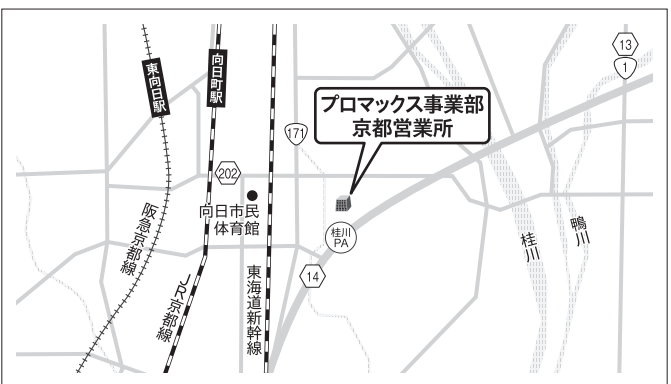 13
1
東向日駅
向日町駅
プロマックス事業部
京都営業所
171
202
向日市民
体育館
桂川
PA
14
阪急京都線
JR京都線
東海道新幹線
桂川
鴨川